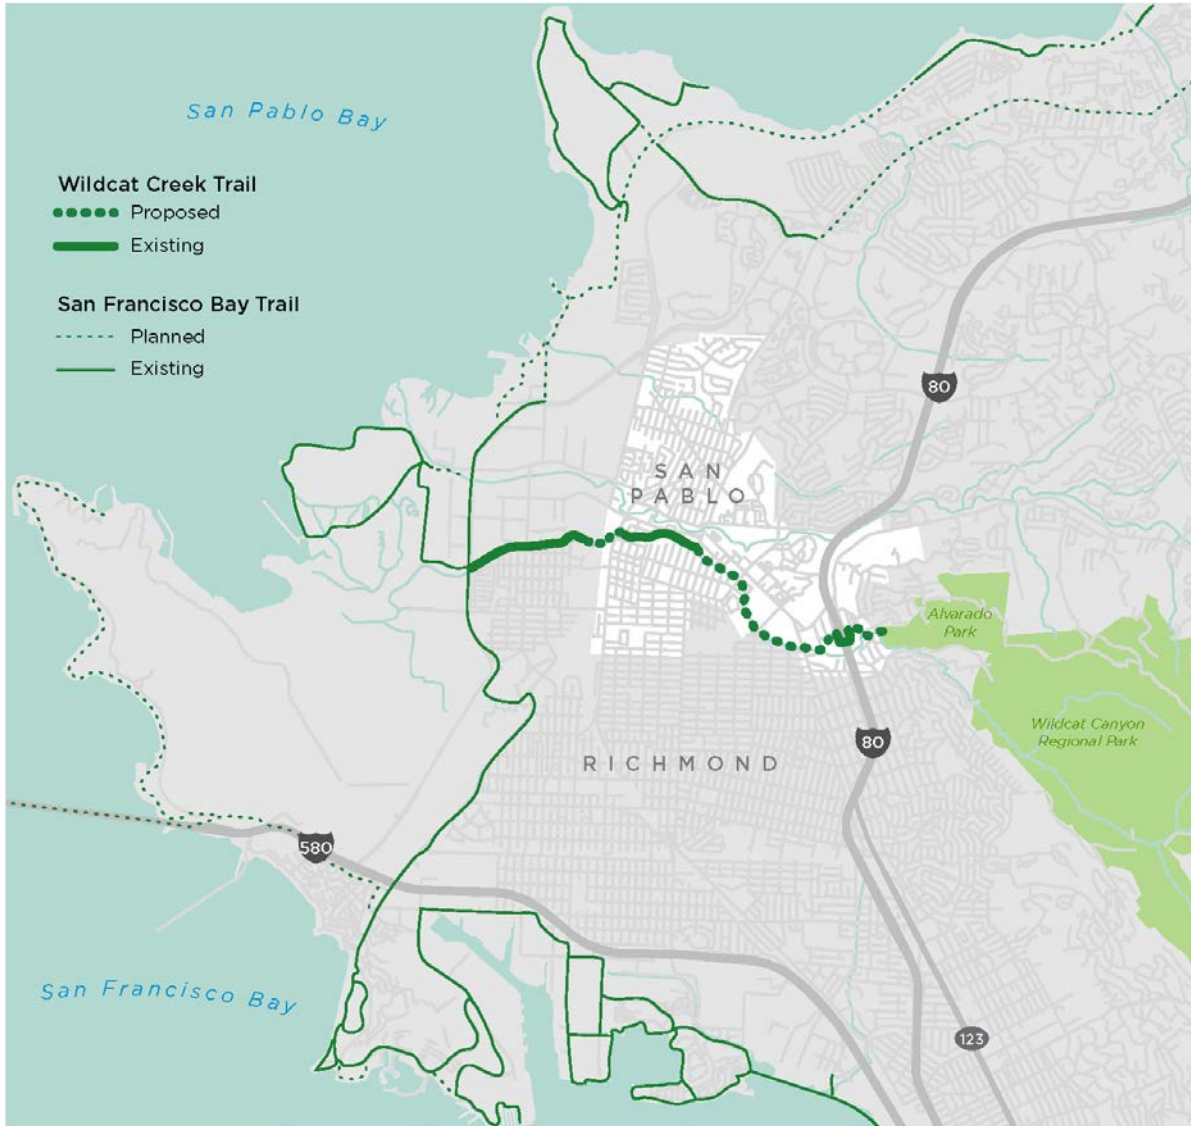 San Pablo Bay
Wildcat Creek Trail
Proposed
Existing
San Francisco Bay Trail
Planned
Existing
80
SAN
PABLO
Alvarado
Park
Wildcat Canyon
Regional Park
80
RICHMOND
580
San Francisco Bay
123